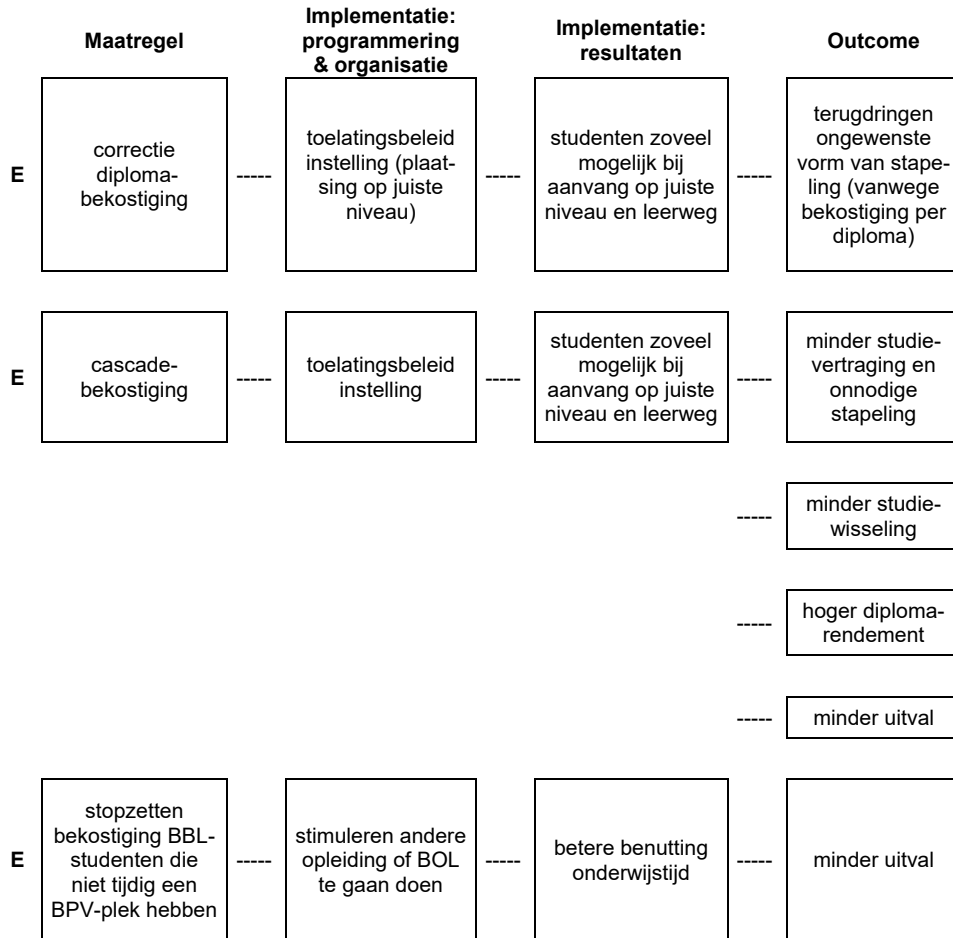 Maatregel
Implementatie:
programmering
& organisatie
Implementatie:
resultaten
Outcome
E
correctie
diploma-
bekostiging
-----
toelatingsbeleid
instelling (plaat-
sing op juiste
niveau)
-----
studenten zoveel
mogelijk bij
aanvang op juiste
niveau en leerweg
-----
terugdringen
ongewenste
vorm van stape-
ling (vanwege
bekostiging per
diploma)
E
cascade-
bekostiging
-----
toelatingsbeleid
instelling
-----
studenten zoveel
mogelijk bij
aanvang op juiste
niveau en leerweg
-----
minder studie-
vertraging en
onnodige
stapeling
-----
minder studie-
wisseling
-----
hoger diploma-
rendement
-----
minder uitval
E
stopzetten
bekostiging BBL-
studenten die
niet tijdig een
BPV-plek hebben
-----
stimuleren andere
opleiding of BOL
te gaan doen
-----
betere benutting
onderwijstijd
-----
minder uitval